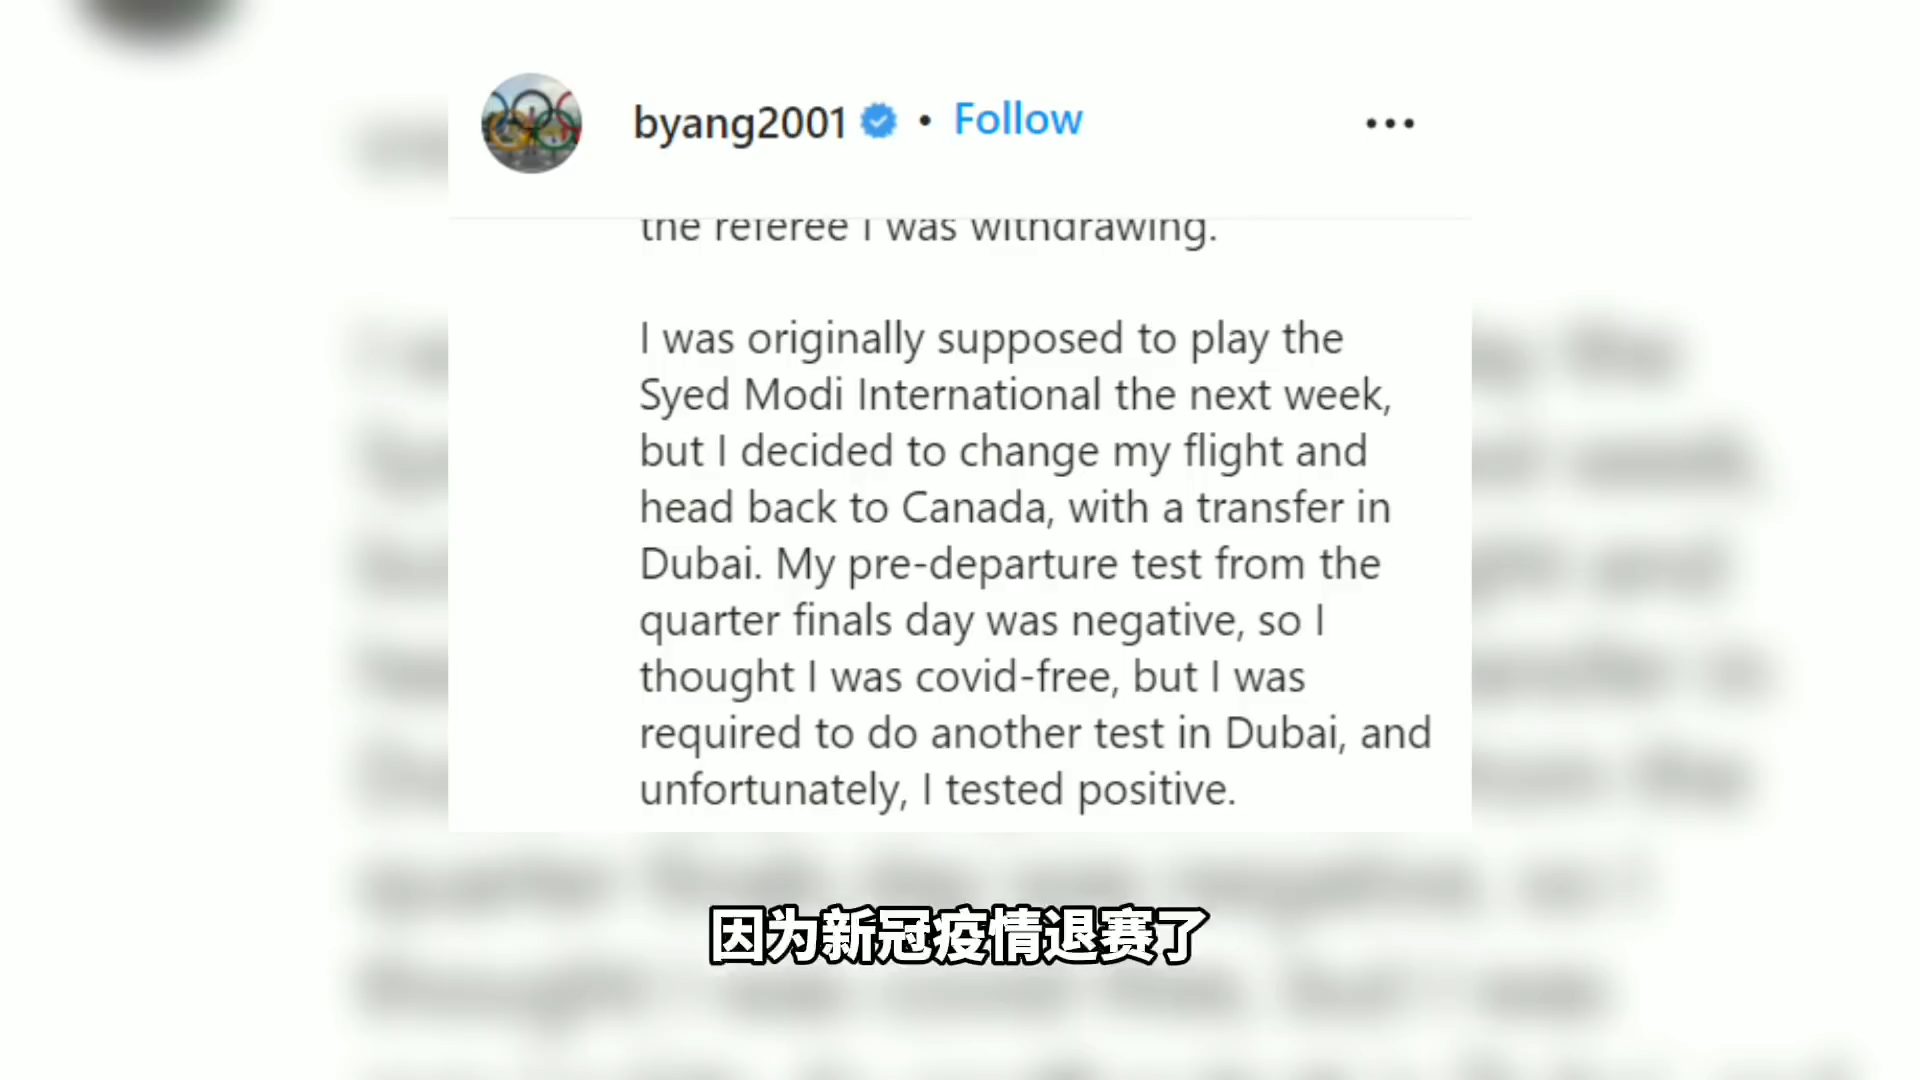 byang2001 • Follow
the referee I was withdrawing.
I was originally supposed to play the
Syed Modi International the next week,
but I decided to change my flight and
head back to Canada, with a transfer in
Dubai. My pre-departure test from the
quarter finals day was negative, so I
thought I was covid-free, but I was
required to do another test in Dubai, and
unfortunately, I tested positive.
因为新冠疫情退赛了